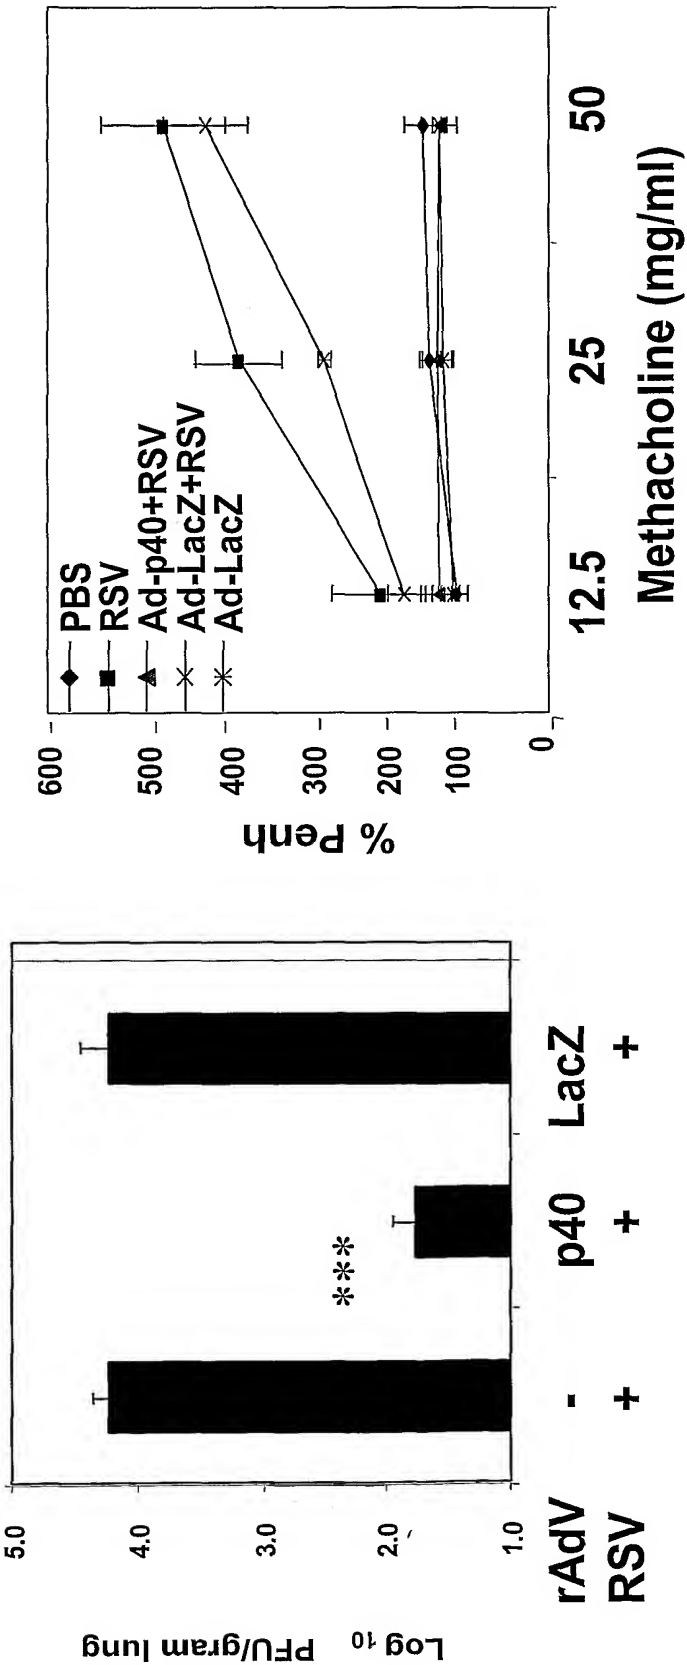 Log 10
PFU/gram lung
5.0
4.0
3.0
2.0
1.0
rAdV - p40 LacZ
RSV + + +
***
% Penh
600
500
400
300
200
100
0
PBS
RSV
Ad-p40+RSV
Ad-LacZ+RSV
Ad-LacZ
12.5 25 50
Methacholine (mg/ml)